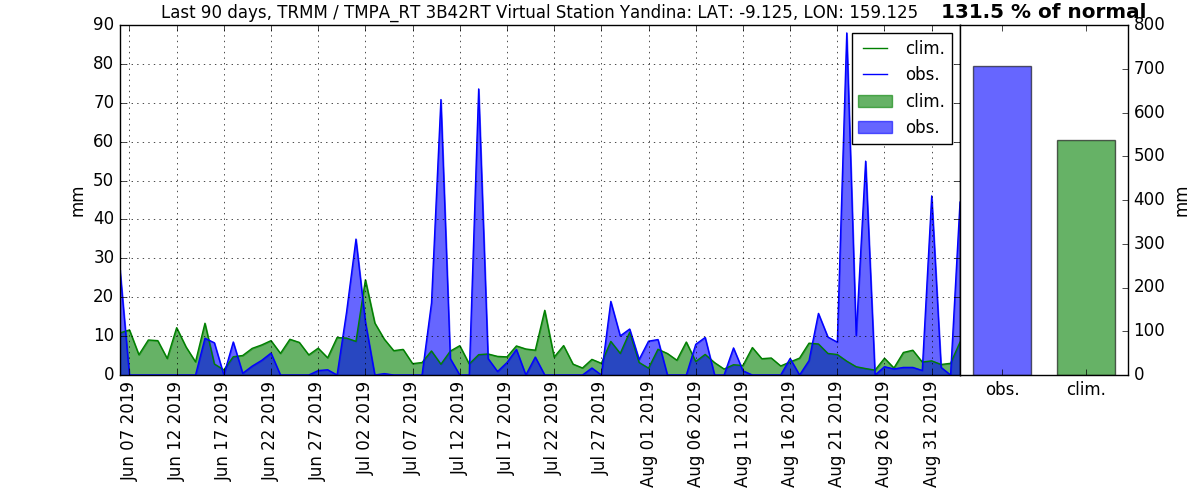 Last 90 days, TRMM / TMPA_RT 3B42RT Virtual Station Yandina: LAT: -9.125, LON: 159.125
131.5 % of normal
90
80
70
60
50
40
30
20
10
0
mm
clim.
obs.
clim.
obs.
800
700
600
500
400
300
200
100
0
mm
obs.
clim.
Jun 07 2019
Jun 12 2019
Jun 17 2019
Jun 22 2019
Jun 27 2019
Jul 02 2019
Jul 07 2019
Jul 12 2019
Jul 17 2019
Jul 22 2019
Jul 27 2019
Aug 01 2019
Aug 06 2019
Aug 11 2019
Aug 16 2019
Aug 21 2019
Aug 26 2019
Aug 31 2019